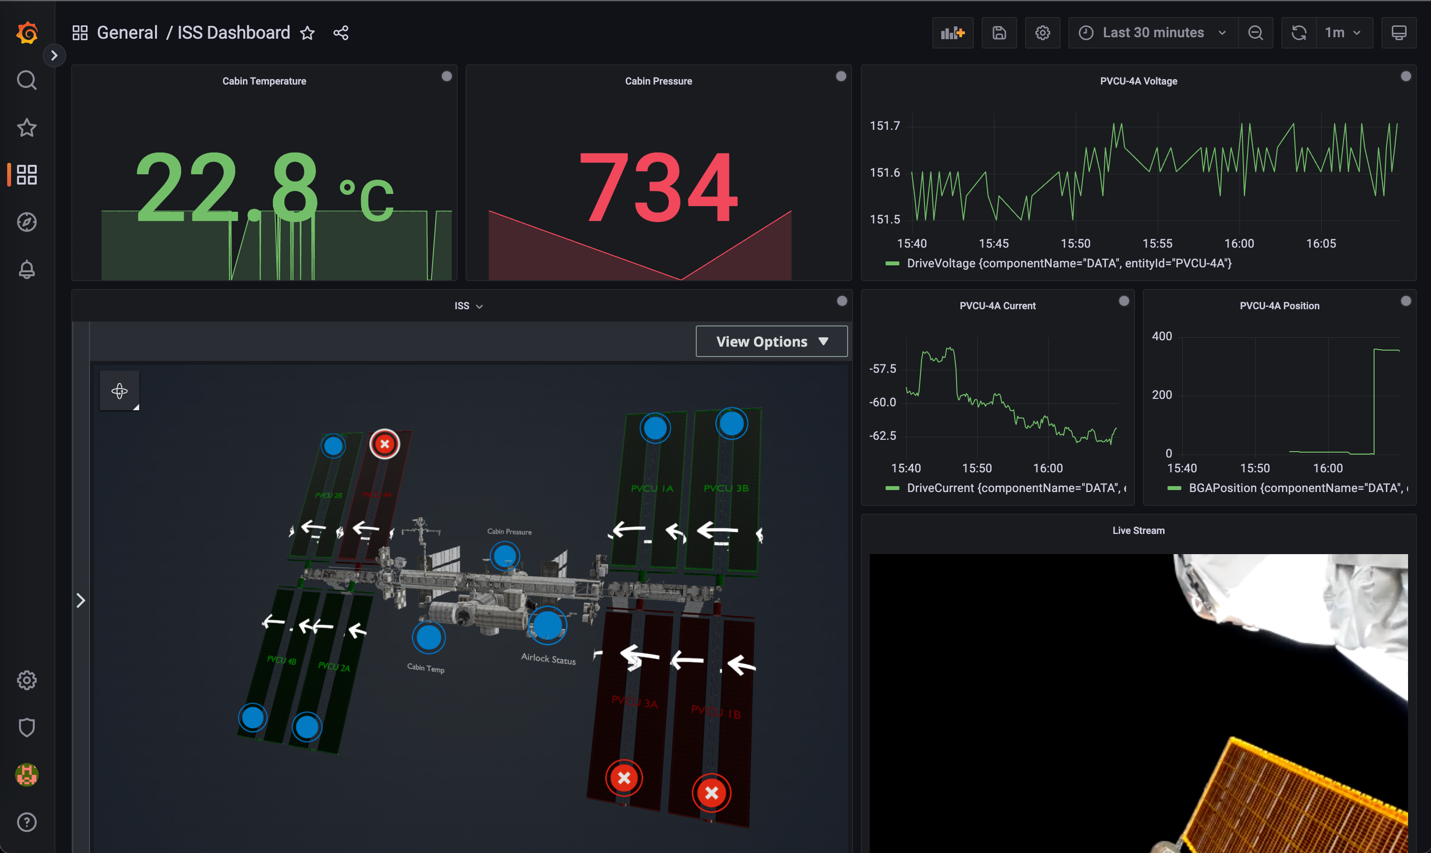 General / ISS Dashboard
Last 30 minutes
1m
Cabin Temperature
22.8 °C
Cabin Pressure
734
PVCU-4A Voltage
151.7
151.6
151.5
15:40 15:45 15:50 15:55 16:00 16:05
DriveVoltage {componentName="DATA", entityId="PVCU-4A"}
ISS
View Options
Cabin Pressure
PVCU 2B
PVCU 1A
PVCU 3B
PVCU 4B
PVCU 2A
Cabin Temp
Airlock Status
PVCU 3A
PVCU 1B
PVCU-4A Current
-57.5
-60.0
-62.5
15:40 15:50 16:00
DriveCurrent {componentName="DATA", e
PVCU-4A Position
400
200
0
15:40 15:50 16:00
BGAPosition {componentName="DATA",
Live Stream